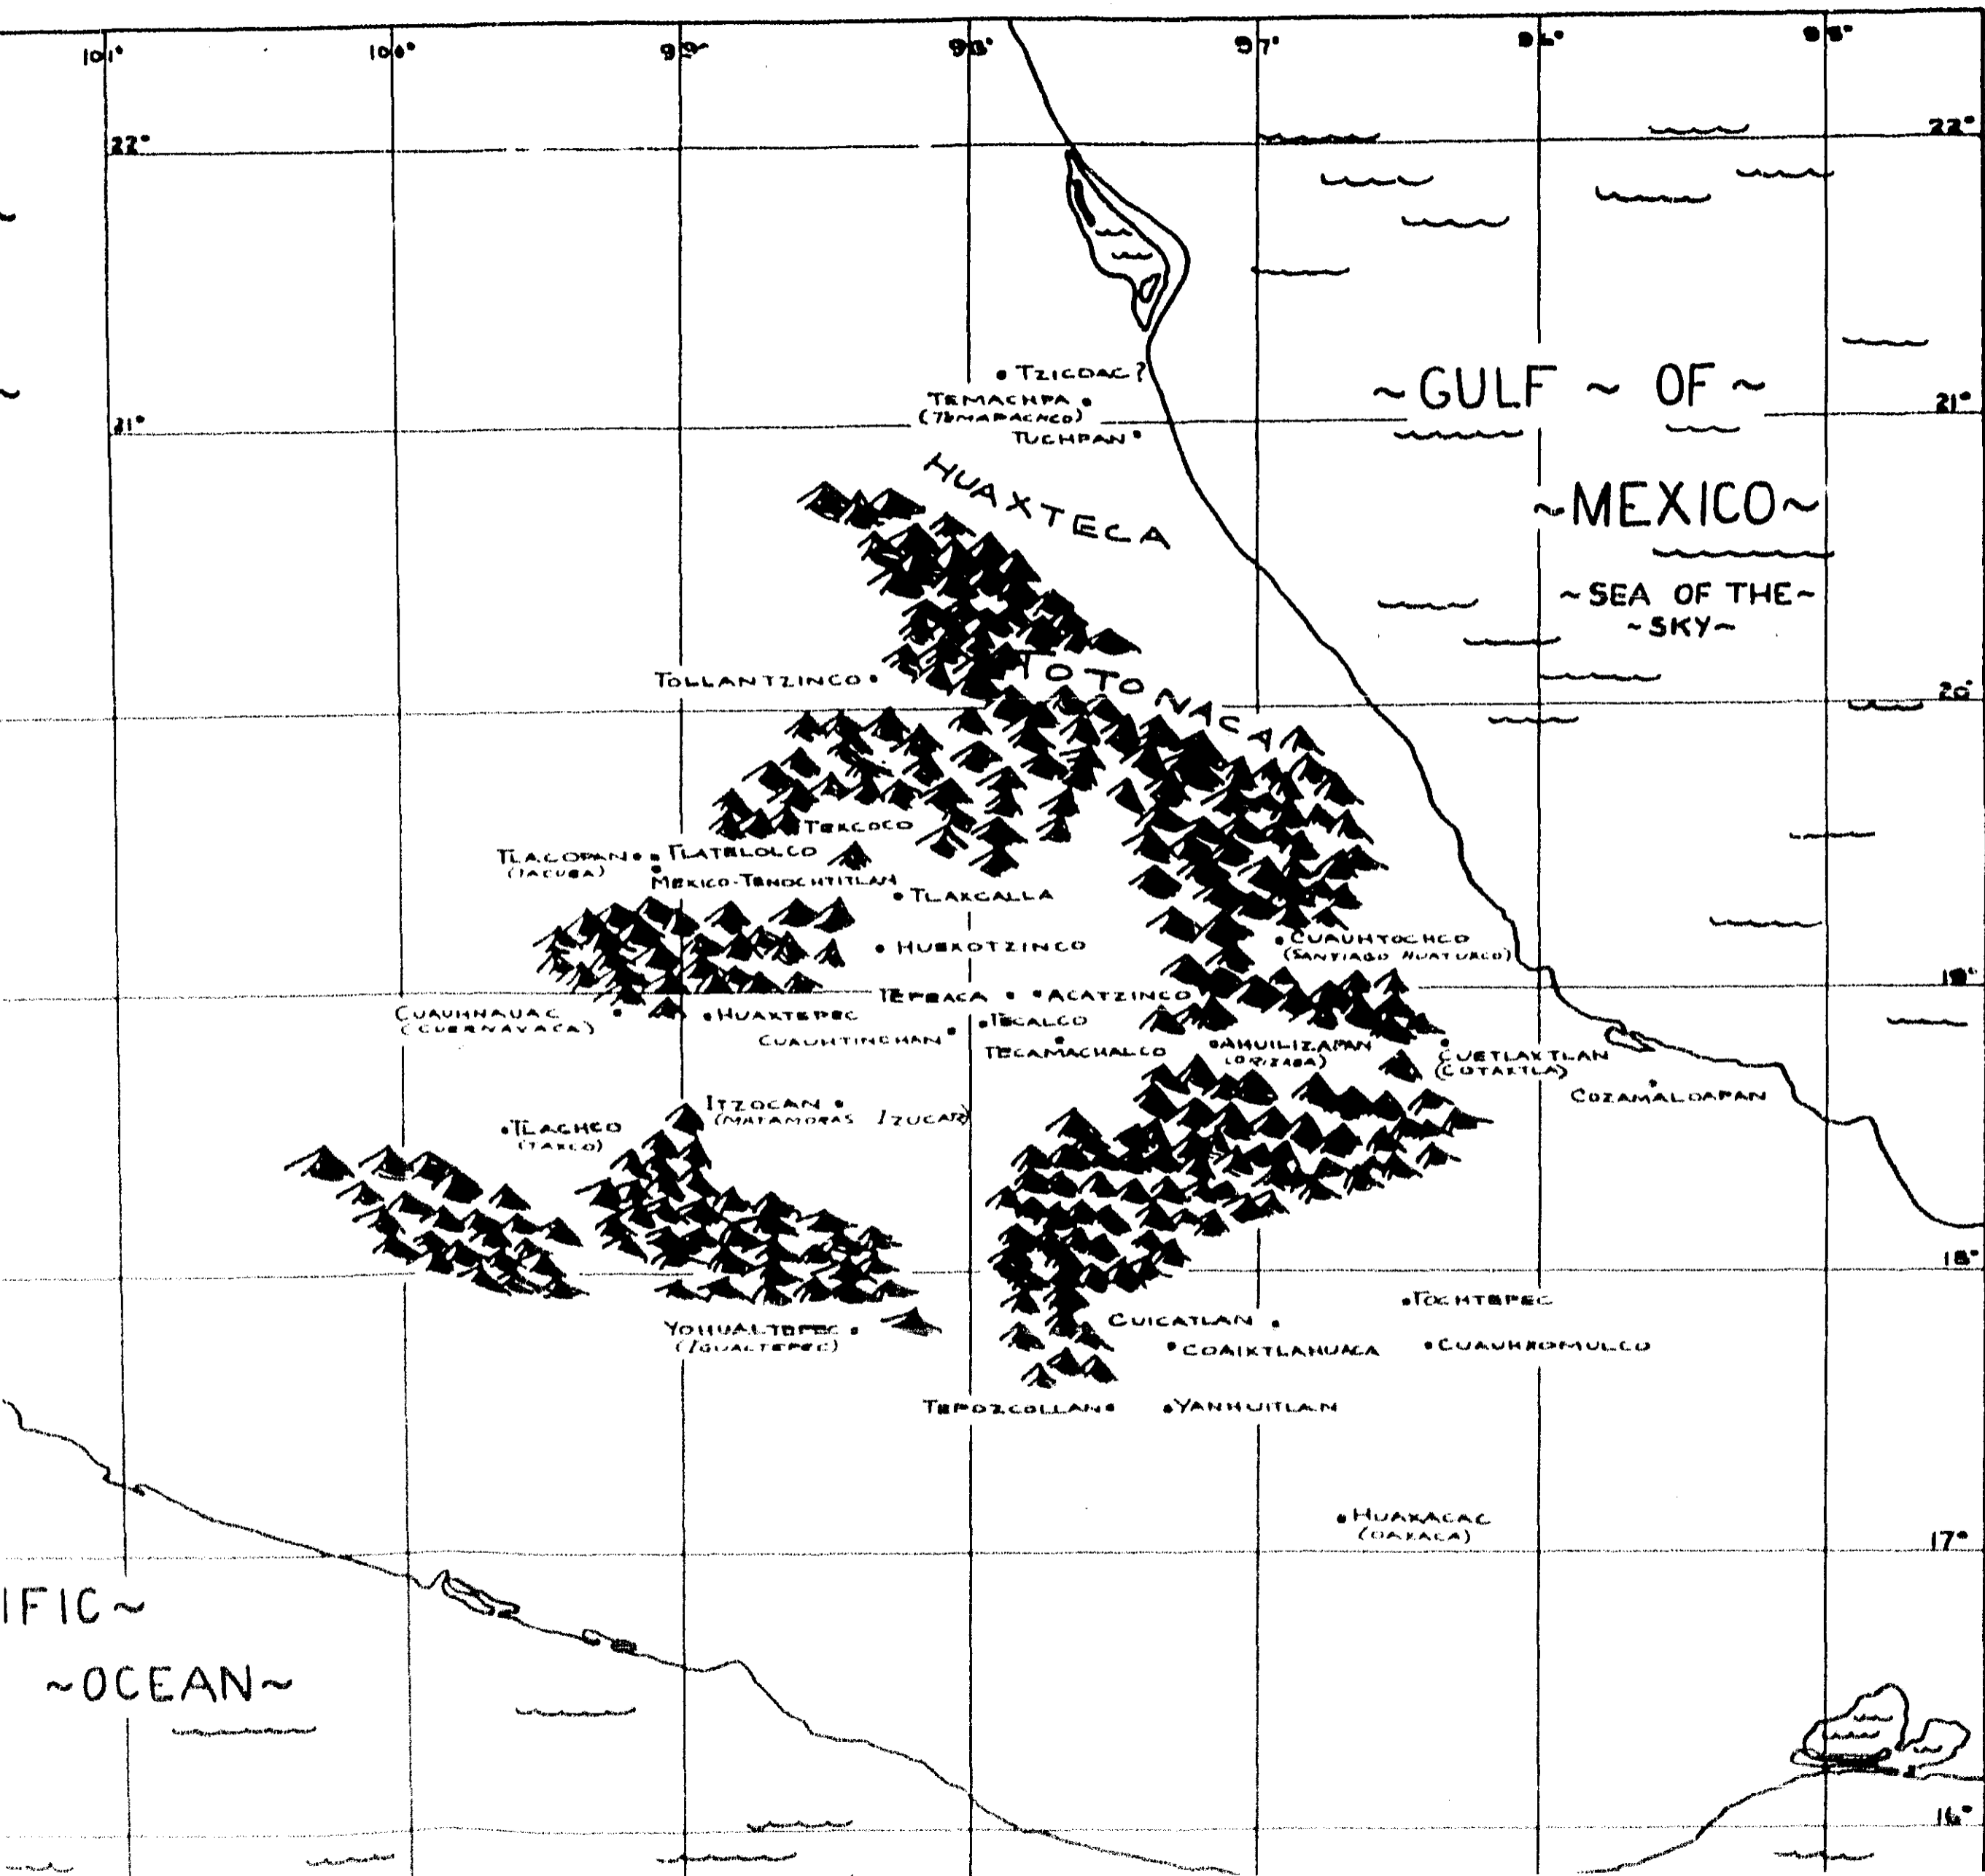 101° 100° 99° 98° 97° 96° 95°
22° 22°
• TZICOAC?
~GULF ~ OF ~
TEMACHPA •
21° 21°
TUCHPAN •
HUAXTECA
~MEXICO~
~SEA OF THE~
~SKY~
TOTONACA
TOLLANTZINCO •
20°
TEXCOCO
TLACOPAN • • TLATELOLCO
(TACUBA)
MEXICO-TENOCHTITLAN
• TLAXCALLA
• CUAUHTOCHCO
(SANTIAGO HUATUXCO)
• HUEXOTZINCO
19°
TEPEACA • • ACATZINCO
CUAUHNAUAC •
(CUERNAVACA)
• HUAXTEPEC
• TECALCO
CUAUHTINCHAN •
TECAMACHALCO
• AHUILIZAPAN
(ORIZABA)
CUETLAXTLAN
(COTAXTLA)
COZAMALOAPAN
ITZOCAN •
(MATAMORAS IZUCAR)
• TLACHCO
(TAXCO)
18°
• TOCHTEPEC
YOHUALTEPEC •
(IGUALTEPEC)
CUICATLAN •
• COAIXTLAHUACA
• CUAUHXOMULCO
TEPOZCOLLAN •
• YANHUITLAN
• HUAXACAC
(OAXACA)
17°
IFIC ~
~OCEAN~
16°